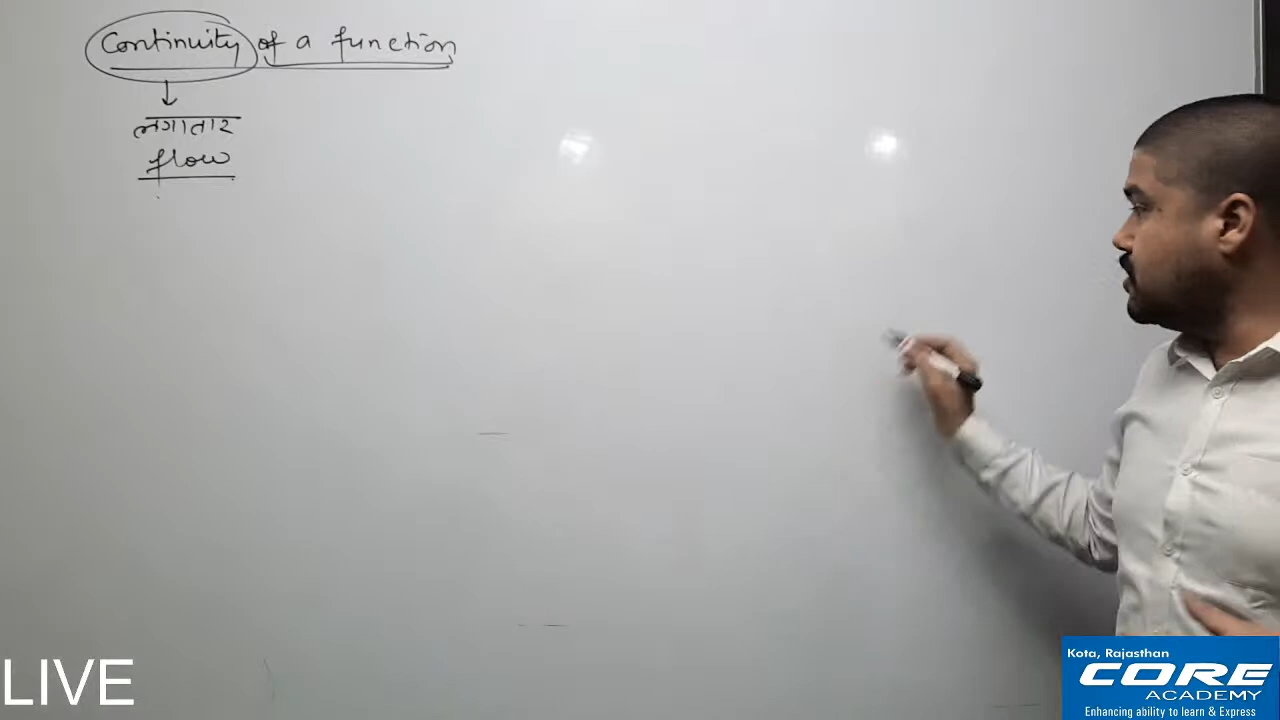 Continuity of a function
लगातार
flow
LIVE
Kota, Rajasthan
CORE
ACADEMY
Enhancing ability to learn & Express